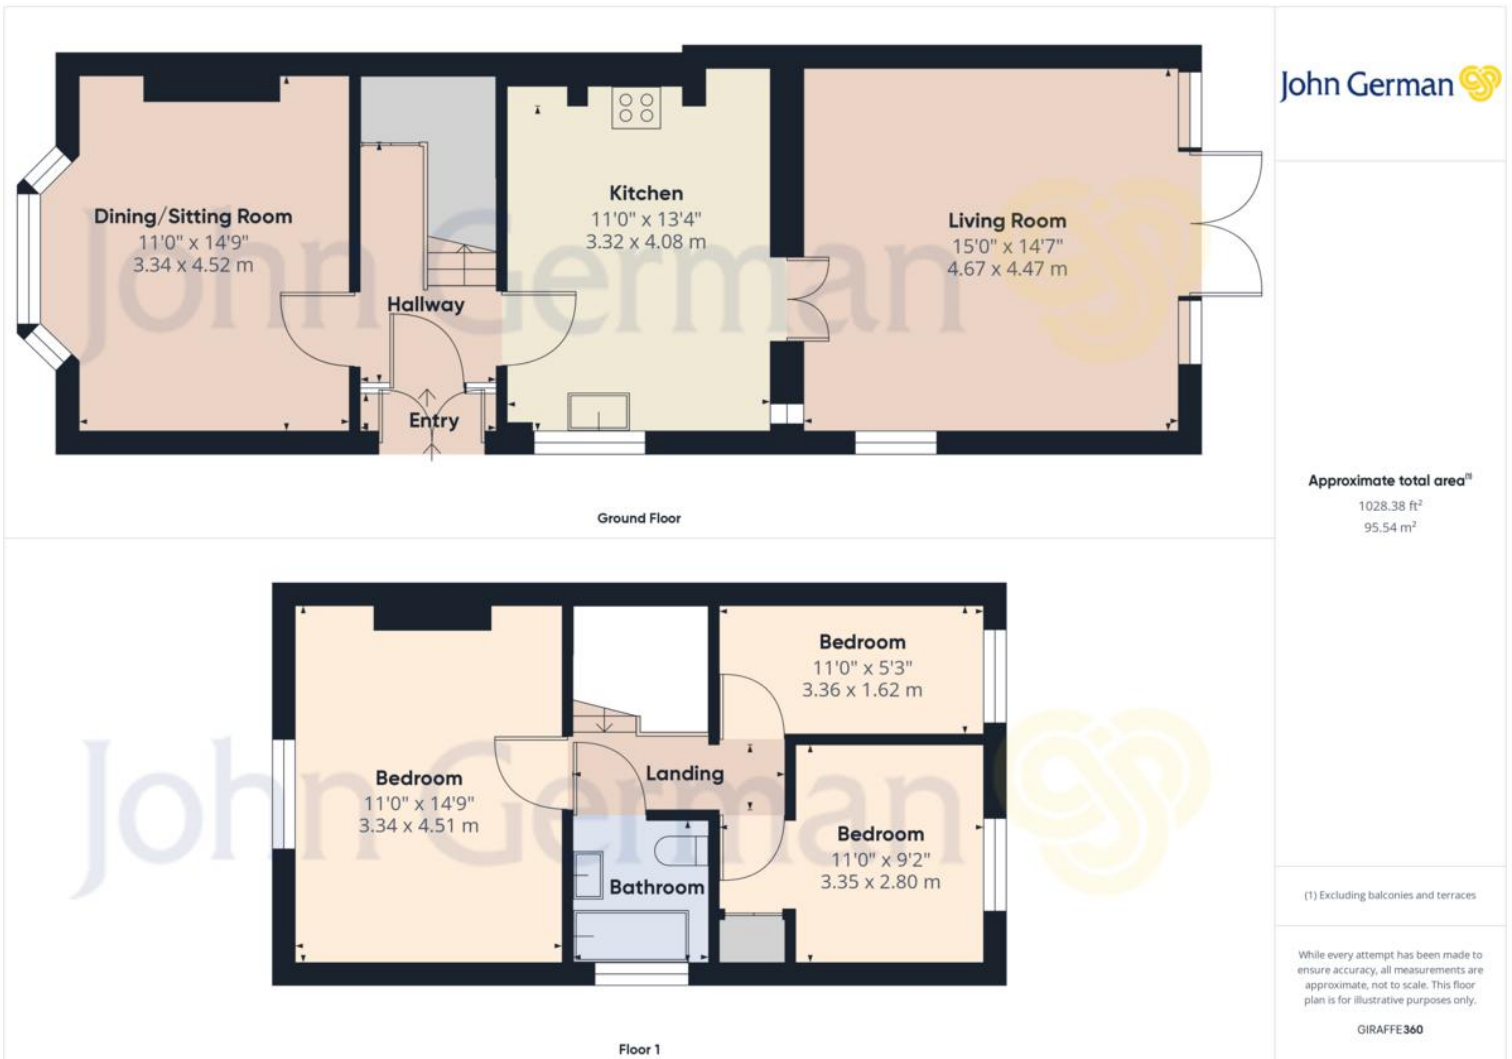 John German
Dining/Sitting Room
11'0" x 14'9"
3.34 x 4.52 m
Hallway
Entry
Kitchen
11'0" x 13'4"
3.32 x 4.08 m
Living Room
15'0" x 14'7"
4.67 x 4.47 m
John German
Ground Floor
Approximate total area(1)
1028.38 ft²
95.54 m²
Bedroom
11'0" x 14'9"
3.34 x 4.51 m
Landing
Bathroom
Bedroom
11'0" x 5'3"
3.36 x 1.62 m
Bedroom
11'0" x 9'2"
3.35 x 2.80 m
John German
Floor 1
(1) Excluding balconies and terraces
While every attempt has been made to
ensure accuracy, all measurements are
approximate, not to scale. This floor
plan is for illustrative purposes only.
GIRAFFE360